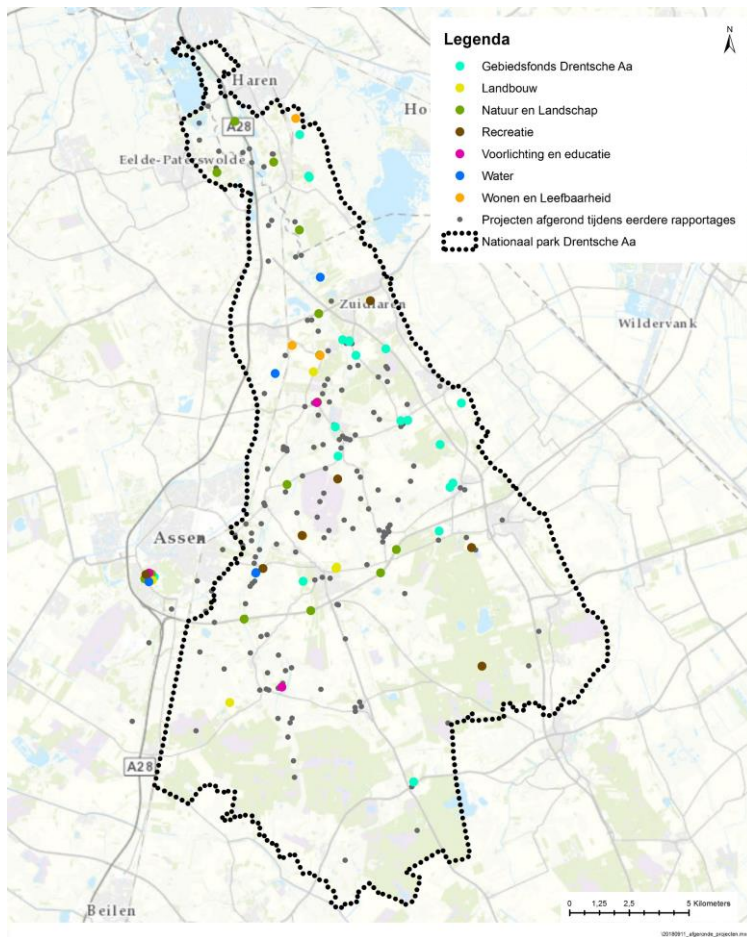 Legenda
Gebiedsfonds Drentsche Aa
Landbouw
Natuur en Landschap
Recreatie
Voorlichting en educatie
Water
Wonen en Leefbaarheid
Projecten afgerond tijdens eerdere rapportages
Nationaal park Drentsche Aa
N
Haren
Ho
A28
Eelde-Paterswolde
Zuidlaren
Wildervank
Assen
A28
Beilen
0 1,25 2,5 5 Kilometers